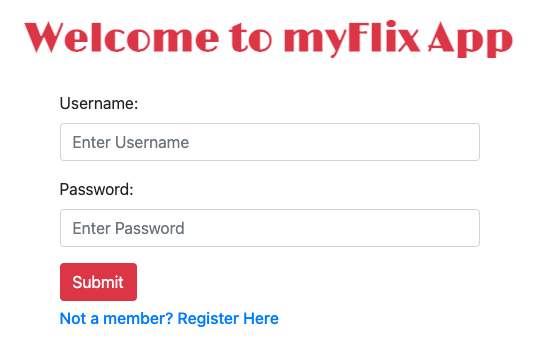 Welcome to myFlix App
Username:
Enter Username
Password:
Enter Password
Submit
Not a member? Register Here